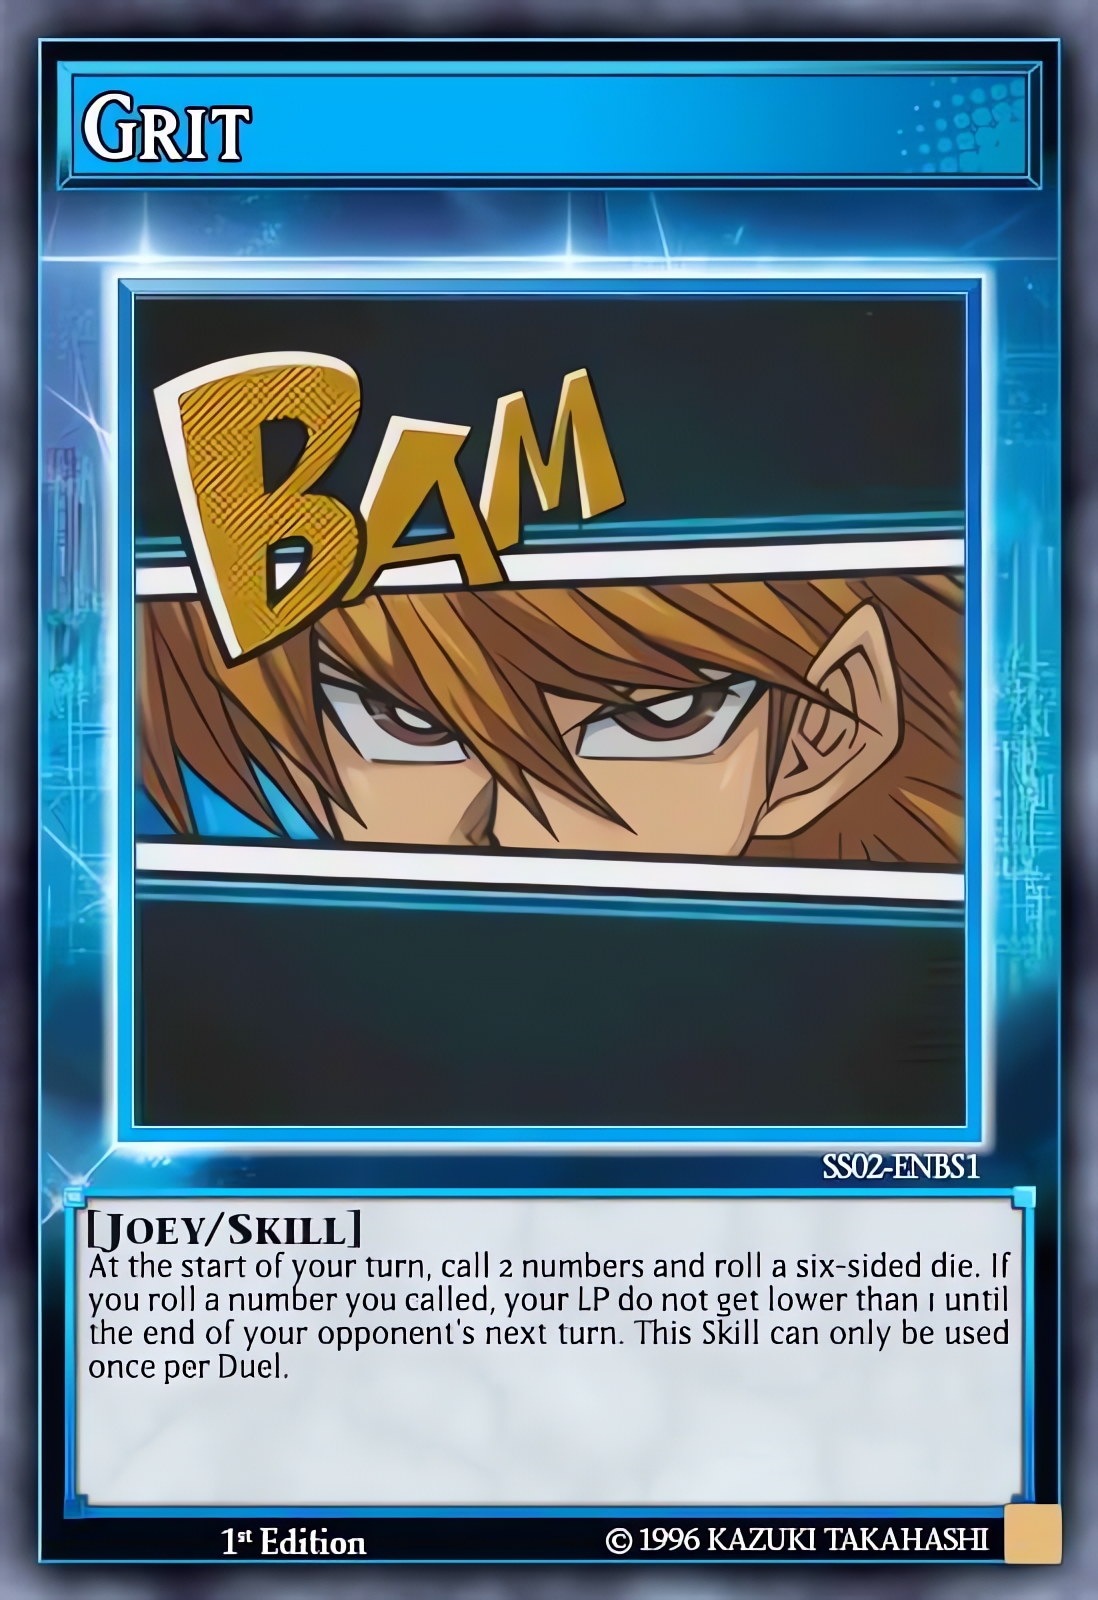 GRIT
BAM
SS02-ENBS1
[JOEY/SKILL]
At the start of your turn, call 2 numbers and roll a six-sided die. If
you roll a number you called, your LP do not get lower than 1 until
the end of your opponent's next turn. This Skill can only be used
once per Duel.
1st Edition
© 1996 KAZUKI TAKAHASHI